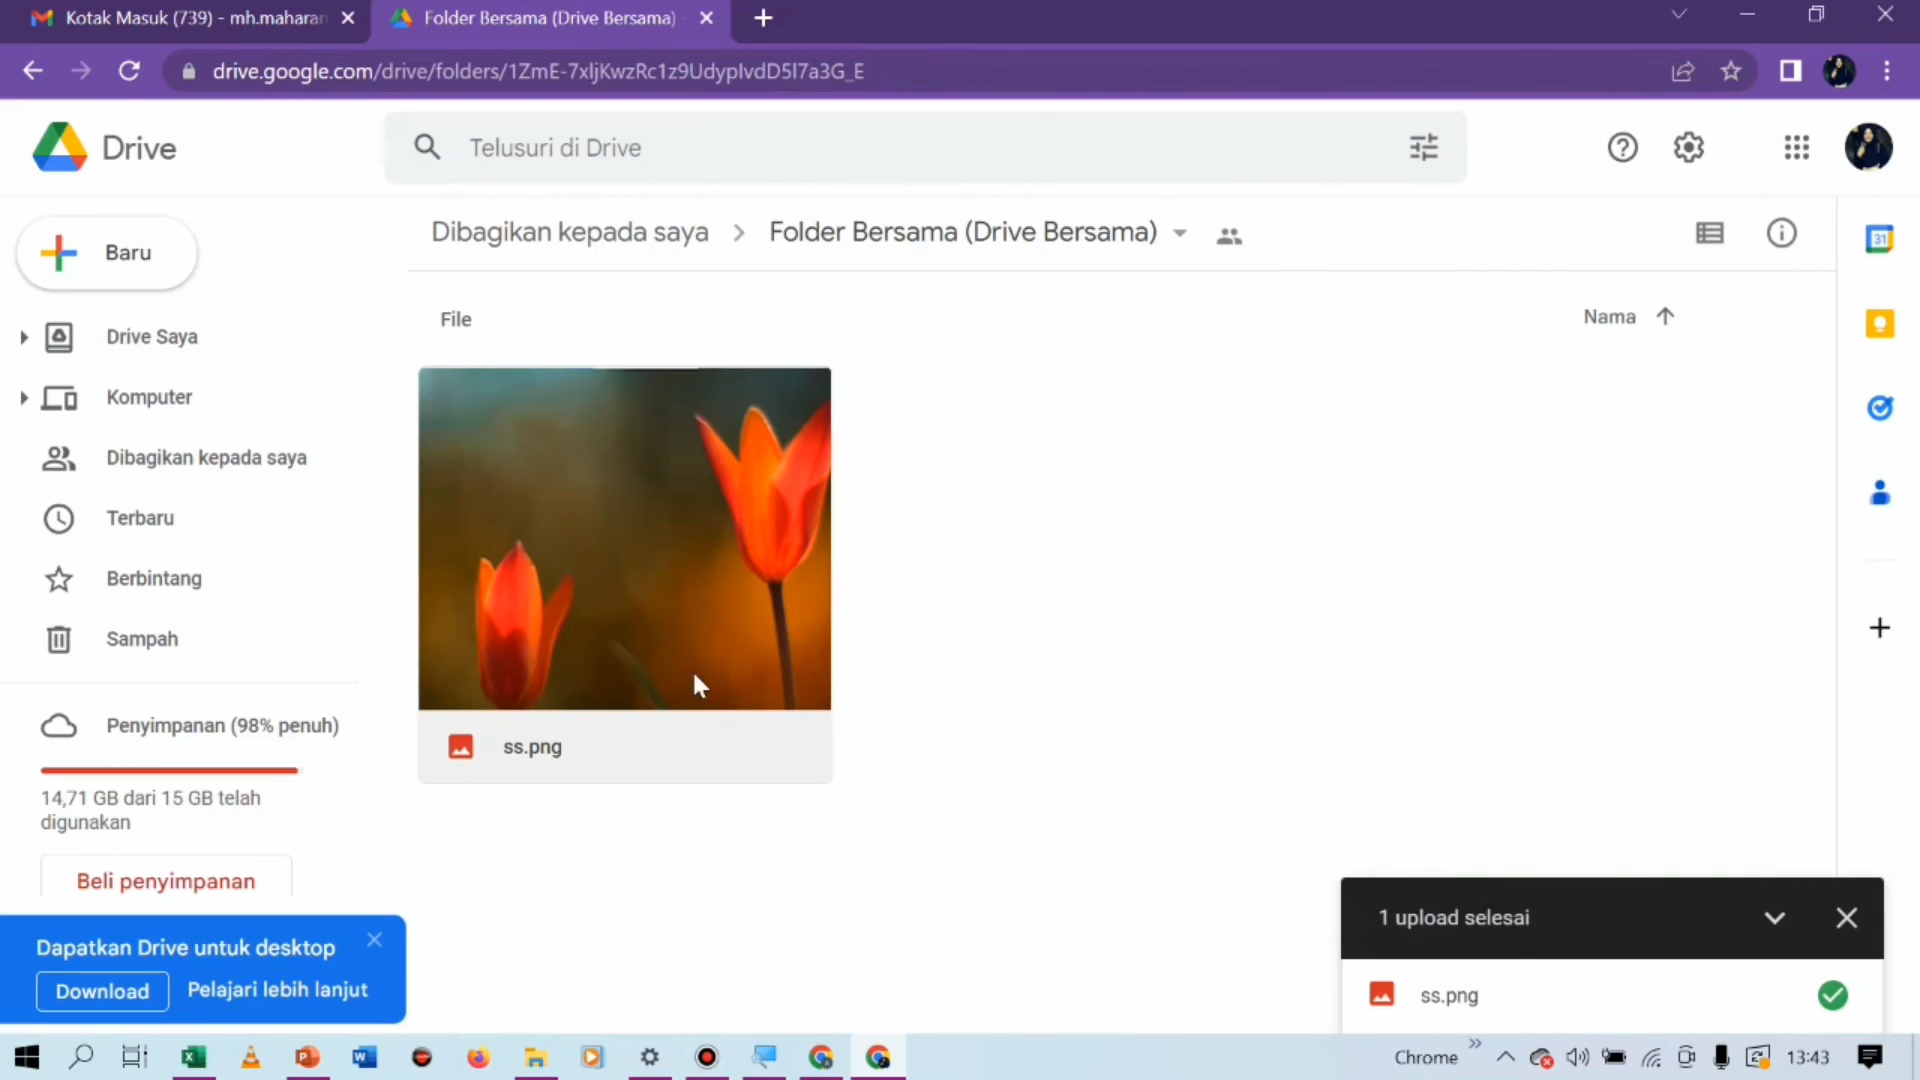 Kotak Masuk (739) - mh.maharan
Folder Bersama (Drive Bersama)
drive.google.com/drive/folders/1ZmE-7xljKwzRc1z9UdypIvdD5I7a3G_E
Drive
Telusuri di Drive
Dibagikan kepada saya
Folder Bersama (Drive Bersama)
Baru
File
Nama
31
Drive Saya
Komputer
Dibagikan kepada saya
Terbaru
Berbintang
Sampah
Penyimpanan (98% penuh)
ss.png
14,71 GB dari 15 GB telah
digunakan
Beli penyimpanan
Dapatkan Drive untuk desktop
Download
Pelajari lebih lanjut
1 upload selesai
ss.png
Chrome
13:43